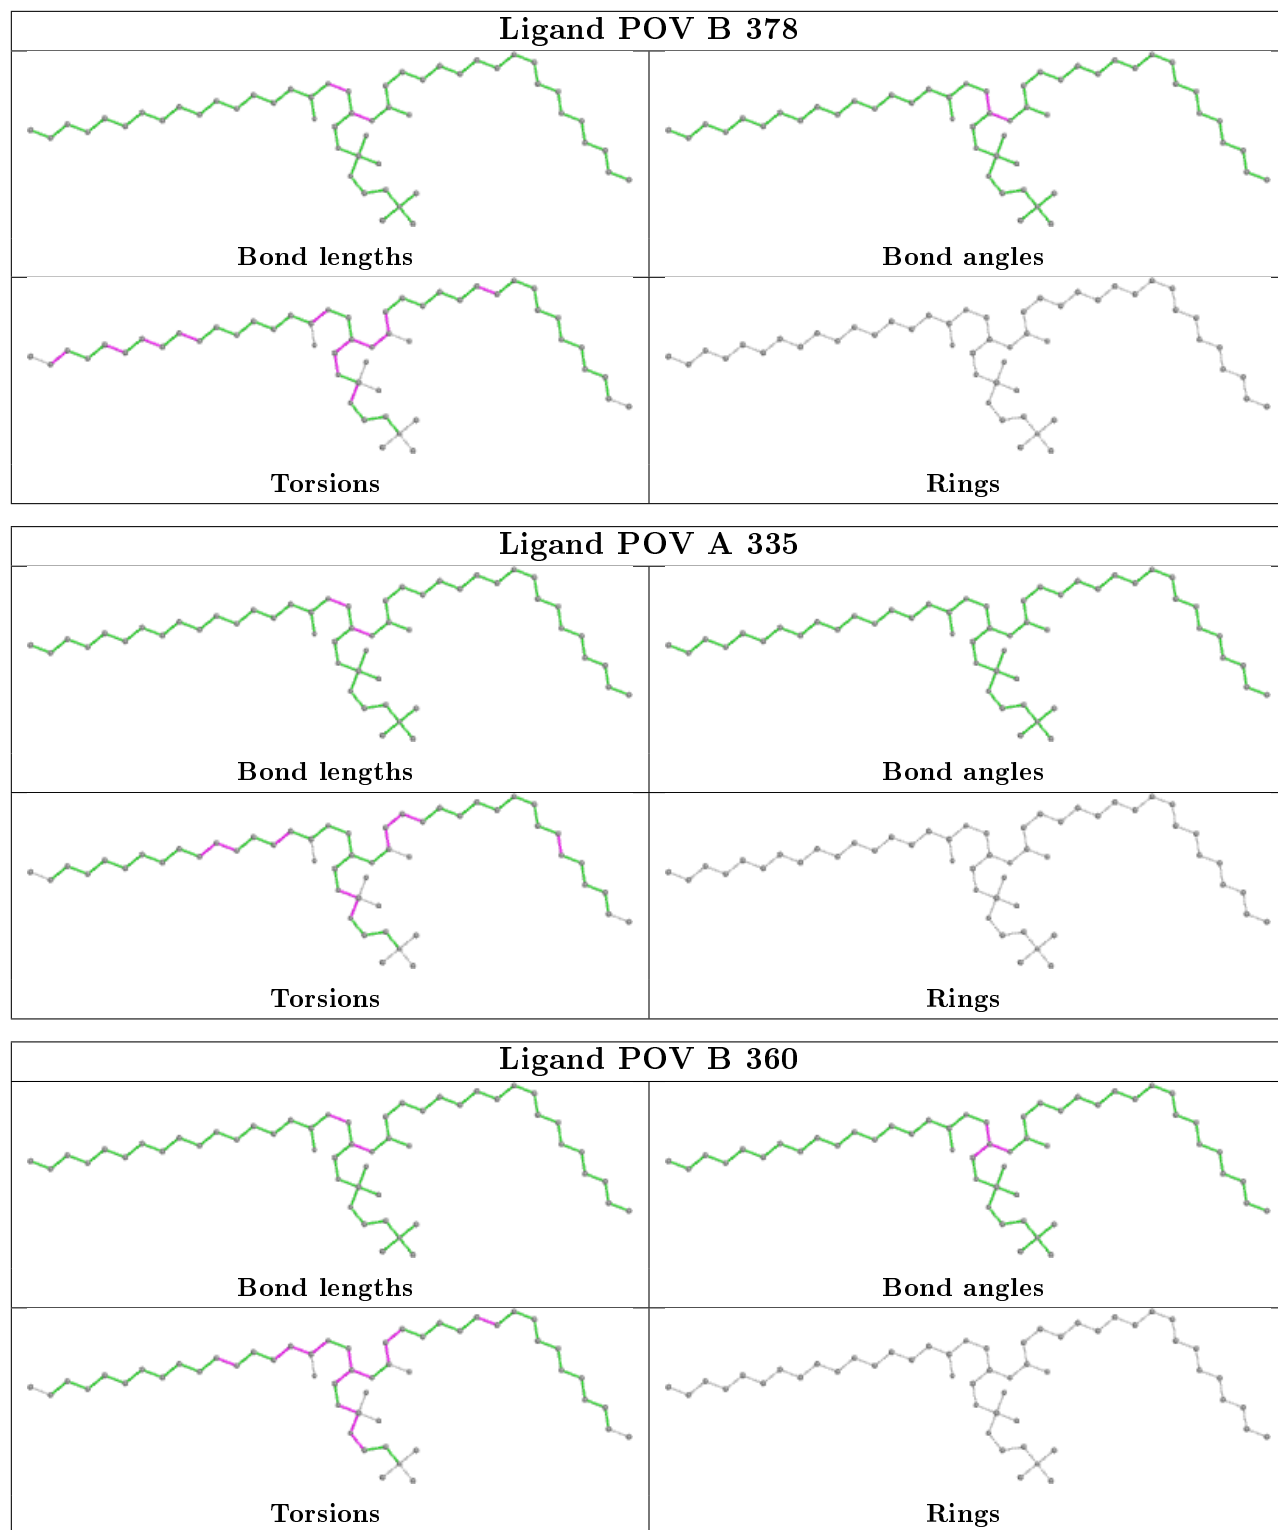 Ligand POV B 378
Bond lengths
Bond angles
Torsions
Rings
Ligand POV A 335
Bond lengths
Bond angles
Torsions
Rings
Ligand POV B 360
Bond lengths
Bond angles
Torsions
Rings